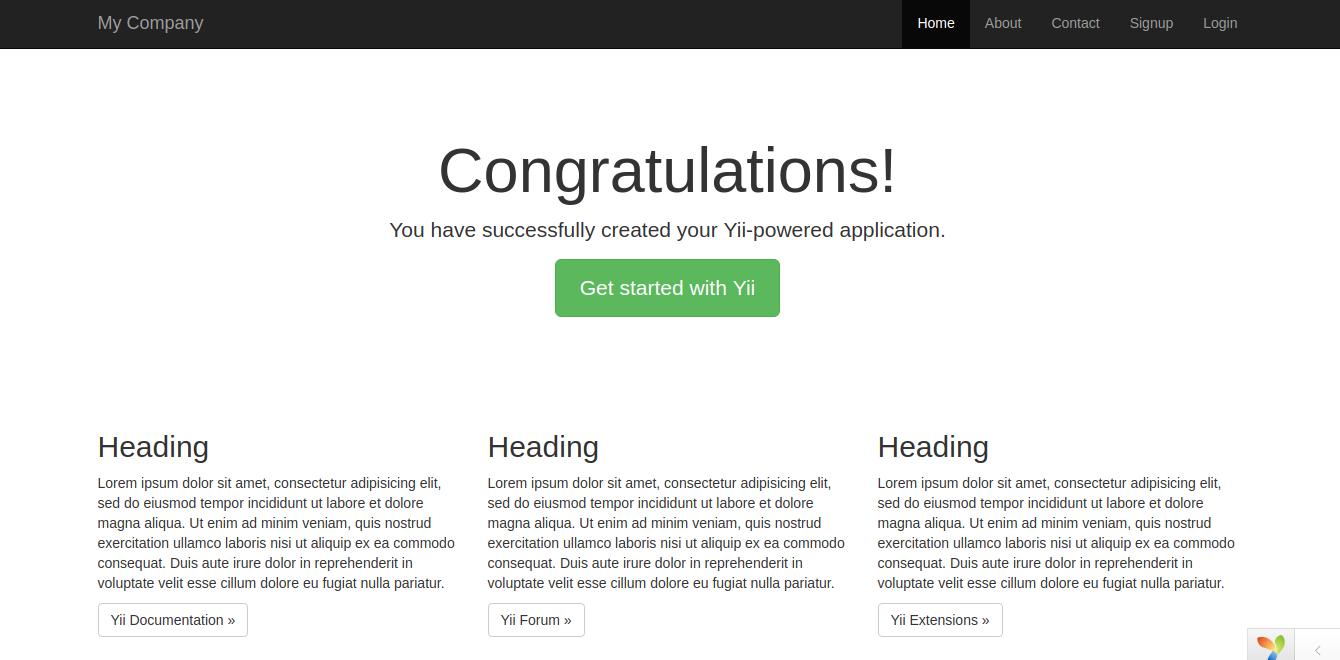 My Company
Home
About
Contact
Signup
Login
Congratulations!
You have successfully created your Yii-powered application.
Get started with Yii
Heading
Lorem ipsum dolor sit amet, consectetur adipisicing elit,
sed do eiusmod tempor incididunt ut labore et dolore
magna aliqua. Ut enim ad minim veniam, quis nostrud
exercitation ullamco laboris nisi ut aliquip ex ea commodo
consequat. Duis aute irure dolor in reprehenderit in
voluptate velit esse cillum dolore eu fugiat nulla pariatur.
Yii Documentation »
Heading
Lorem ipsum dolor sit amet, consectetur adipisicing elit,
sed do eiusmod tempor incididunt ut labore et dolore
magna aliqua. Ut enim ad minim veniam, quis nostrud
exercitation ullamco laboris nisi ut aliquip ex ea commodo
consequat. Duis aute irure dolor in reprehenderit in
voluptate velit esse cillum dolore eu fugiat nulla pariatur.
Yii Forum »
Heading
Lorem ipsum dolor sit amet, consectetur adipisicing elit,
sed do eiusmod tempor incididunt ut labore et dolore
magna aliqua. Ut enim ad minim veniam, quis nostrud
exercitation ullamco laboris nisi ut aliquip ex ea commodo
consequat. Duis aute irure dolor in reprehenderit in
voluptate velit esse cillum dolore eu fugiat nulla pariatur.
Yii Extensions »